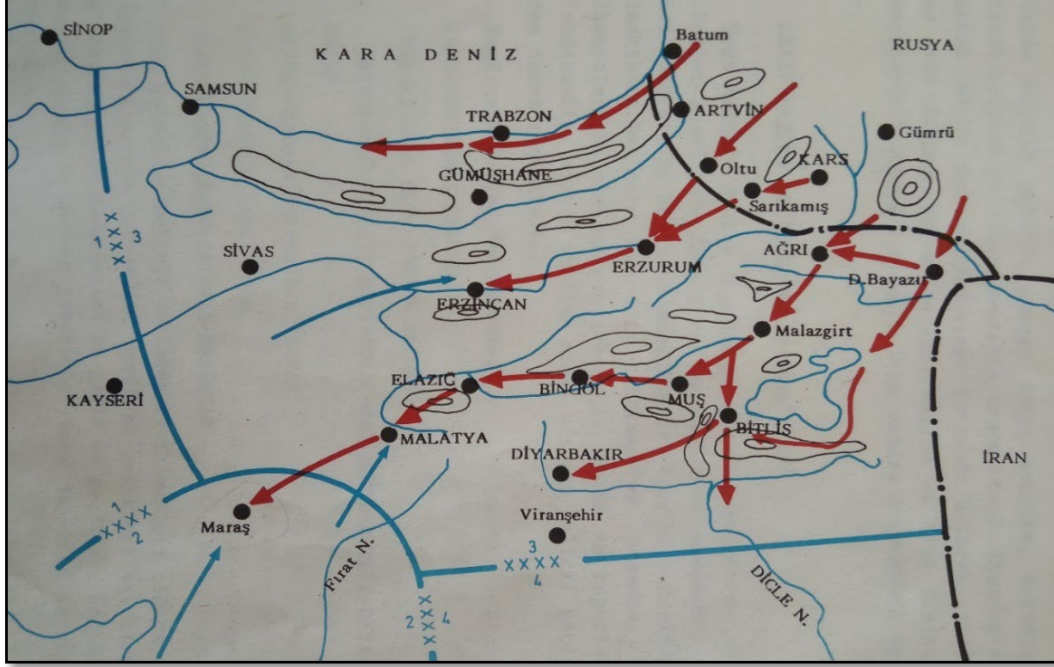 SİNOP
KARA DENİZ
Batum
RUSYA
SAMSUN
TRABZON
ARTVİN
Gümrü
GÜMÜŞHANE
Oltu
KARS
Sarıkamış
1 XXXX 3
SİVAS
ERZURUM
AĞRI
D.Bayazıt
ERZİNCAN
Malazgirt
KAYSERİ
ELAZIĞ
BİNGÖL
MUŞ
BİTLİS
MALATYA
DİYARBAKIR
İRAN
1
XXXX
2
Maraş
Viranşehir
Fırat N.
3
XXXX
4
DİCLE N.
2 XXXX 4